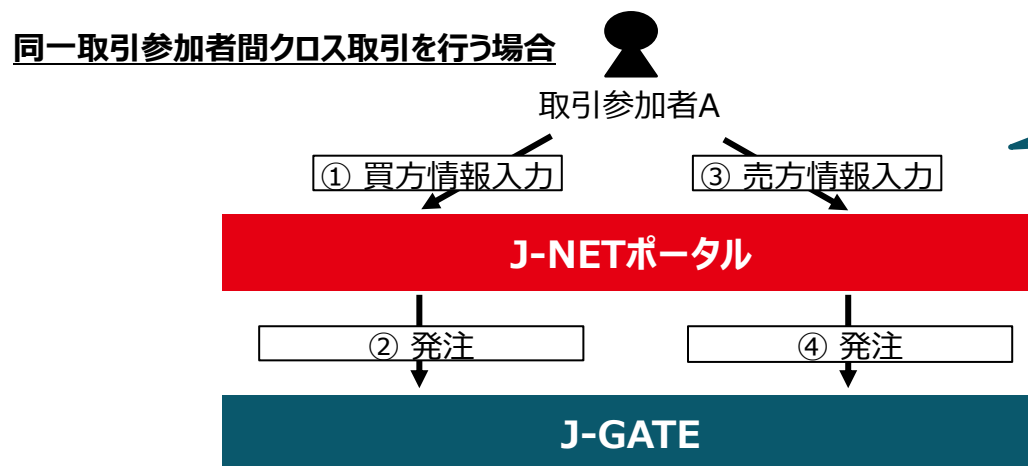 同一取引参加者間クロス取引を行う場合
取引参加者A
① 買方情報入力
③ 売方情報入力
J-NETポータル
② 発注
④ 発注
J-GATE